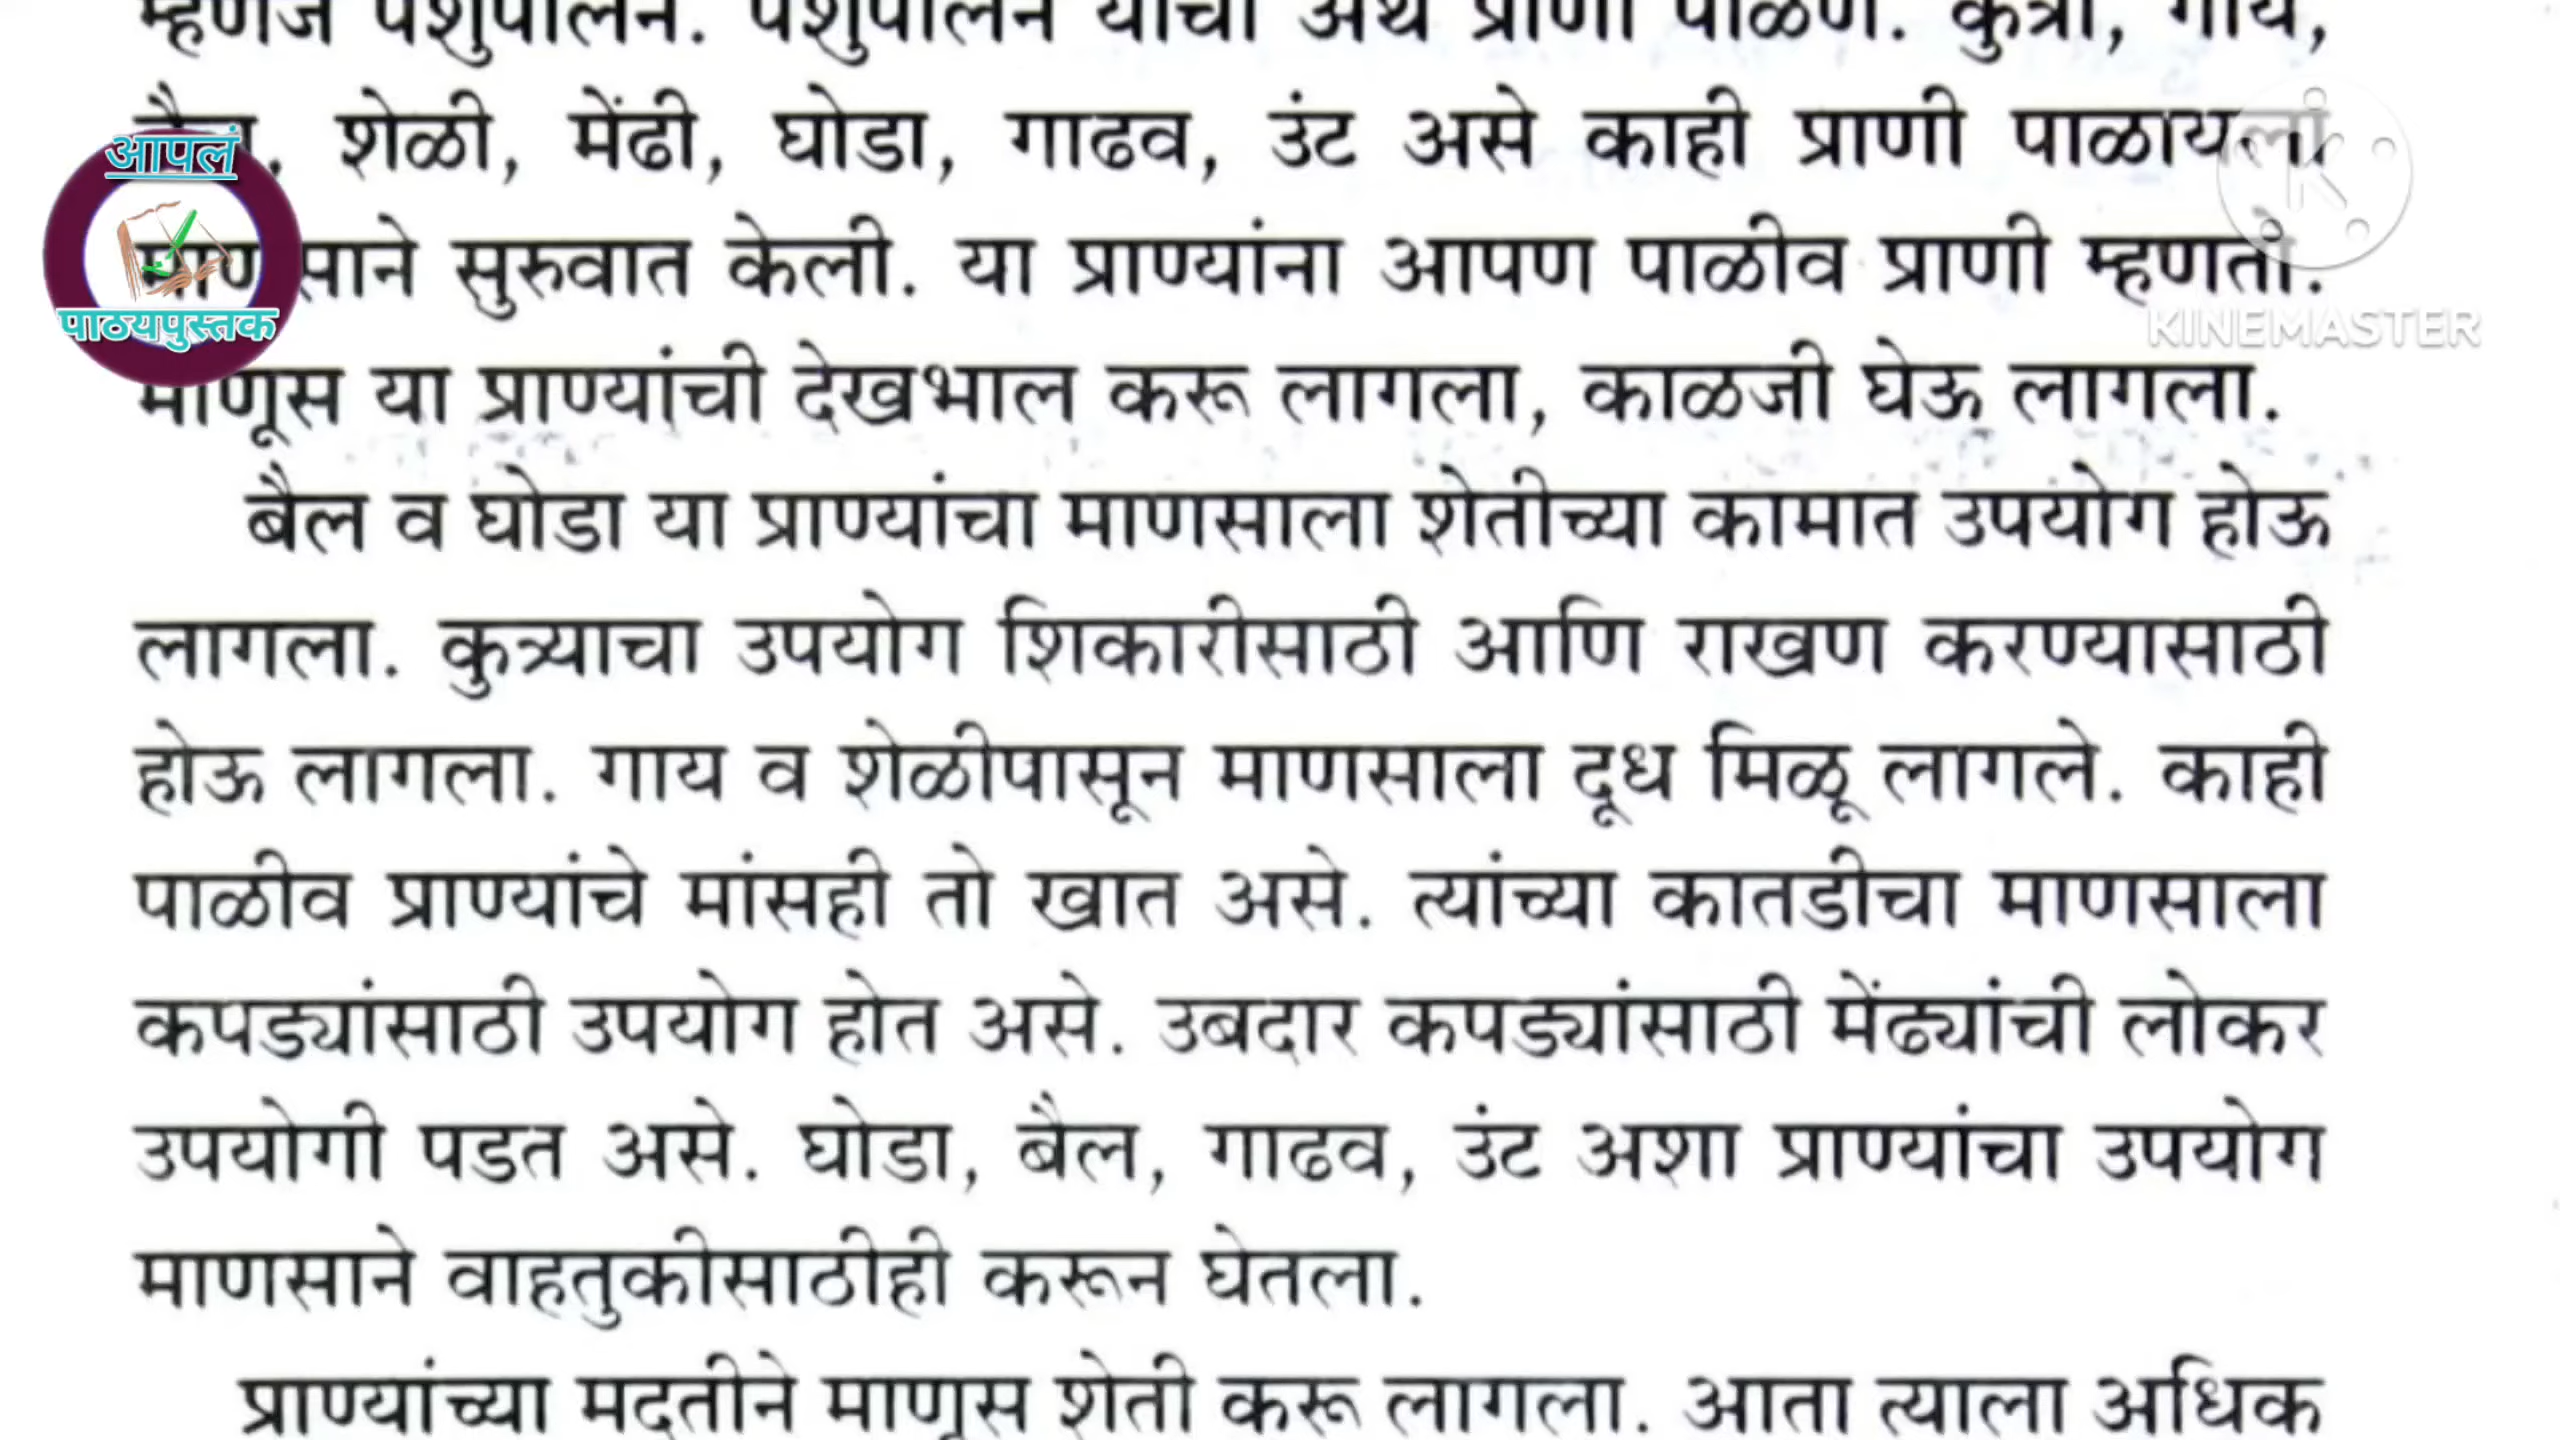 म्हणजे पशुपालन. पशुपालन याचा अर्थ प्राणी पाळणे. कुत्रा, गाय,
बैल, शेळी, मेंढी, घोडा, गाढव, उंट असे काही प्राणी पाळायला
माणसाने सुरुवात केली. या प्राण्यांना आपण पाळीव प्राणी म्हणतो.
माणूस या प्राण्यांची देखभाल करू लागला, काळजी घेऊ लागला.
बैल व घोडा या प्राण्यांचा माणसाला शेतीच्या कामात उपयोग होऊ
लागला. कुत्र्याचा उपयोग शिकारीसाठी आणि राखण करण्यासाठी
होऊ लागला. गाय व शेळीपासून माणसाला दूध मिळू लागले. काही
पाळीव प्राण्यांचे मांसही तो खात असे. त्यांच्या कातडीचा माणसाला
कपड्यांसाठी उपयोग होत असे. उबदार कपड्यांसाठी मेंढ्यांची लोकर
उपयोगी पडत असे. घोडा, बैल, गाढव, उंट अशा प्राण्यांचा उपयोग
माणसाने वाहतुकीसाठीही करून घेतला.
प्राण्यांच्या मदतीने माणूस शेती करू लागला. आता त्याला अधिक
आपलं
पाठयपुस्तक
KINEMASTER